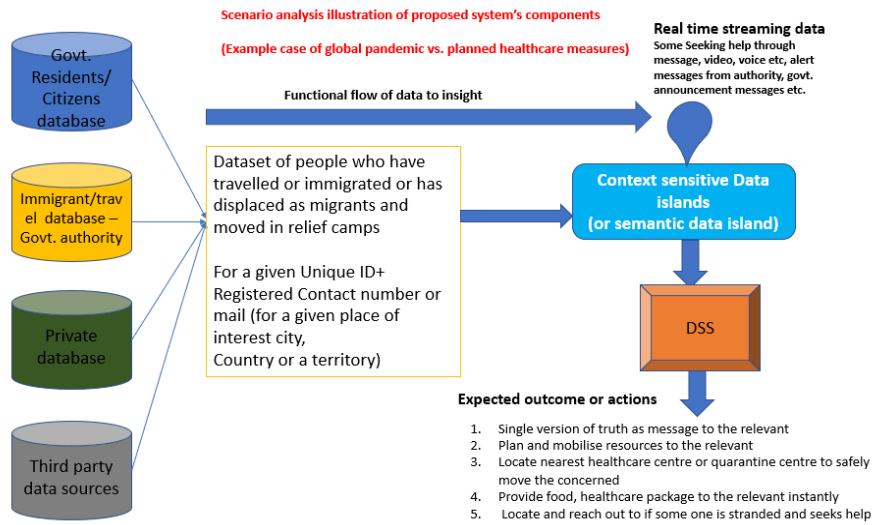 Scenario analysis illustration of proposed system's components
(Example case of global pandemic vs. planned healthcare measures)
Real time streaming data
Some Seeking help through
message, video, voice etc, alert
messages from authority, govt.
announcement messages etc.
Govt.
Residents/
Citizens
database
Functional flow of data to insight
Immigrant/trav
el database –
Govt. authority
Private
database
Third party
data sources
Dataset of people who have
travelled or immigrated or has
displaced as migrants and
moved in relief camps
For a given Unique ID+
Registered Contact number or
mail (for a given place of
interest city,
Country or a territory)
Context sensitive Data
islands
(or semantic data island)
DSS
Expected outcome or actions
1. Single version of truth as message to the relevant
2. Plan and mobilise resources to the relevant
3. Locate nearest healthcare centre or quarantine centre to safely
move the concerned
4. Provide food, healthcare package to the relevant instantly
5. Locate and reach out to if some one is stranded and seeks help